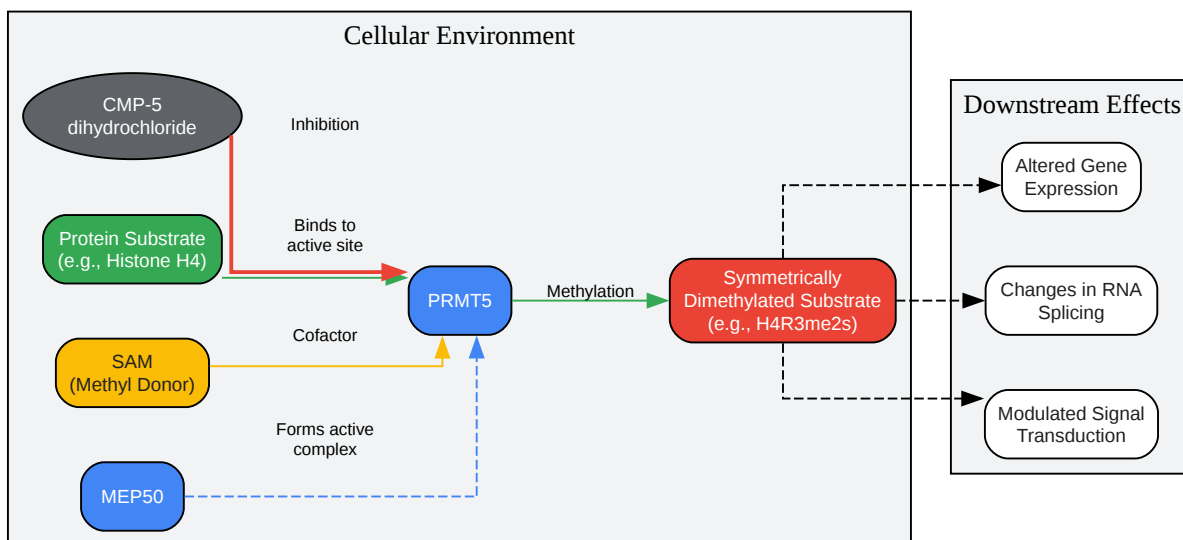 Cellular Environment
CMP-5
dihydrochloride
Inhibition
Protein Substrate
(e.g., Histone H4)
Binds to
active site
PRMT5
Methylation
Symmetrically
Dimethylated Substrate
(e.g., H4R3me2s)
SAM
(Methyl Donor)
Cofactor
Forms active
complex
MEP50
Downstream Effects
Altered Gene
Expression
Changes in RNA
Splicing
Modulated Signal
Transduction